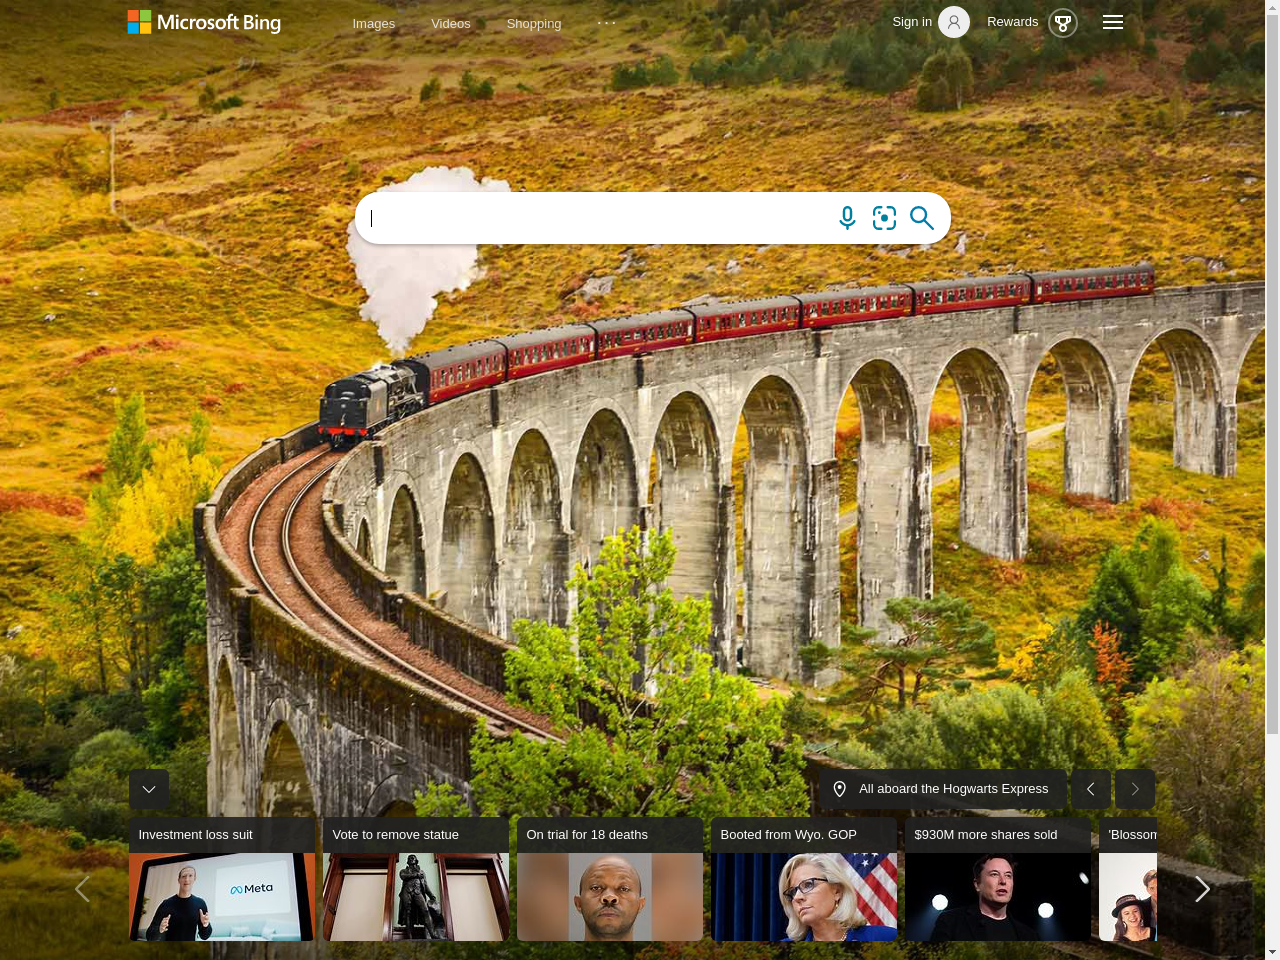 Microsoft Bing
Images
Videos
Shopping
Sign in
Rewards
All aboard the Hogwarts Express
Investment loss suit
Vote to remove statue
On trial for 18 deaths
Booted from Wyo. GOP
$930M more shares sold
'Blossom
Meta